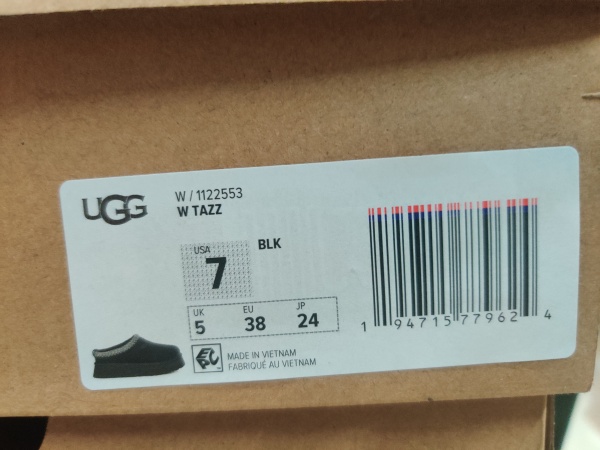 UGG
W / 1122553
W TAZZ
USA
7
BLK
UK
5
EU
38
JP
24
MADE IN VIETNAM
FABRIQUÉ AU VIETNAM
1 94715 77962 4